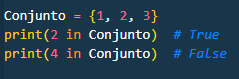 Conjunto = {1, 2, 3}
print(2 in Conjunto)  # True
print(4 in Conjunto)  # False